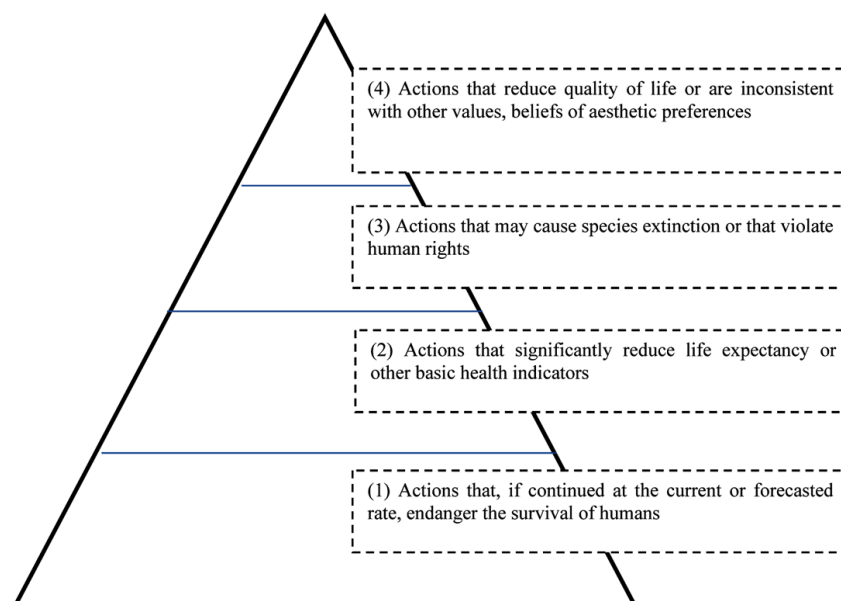 (4) Actions that reduce quality of life or are inconsistent
with other values, beliefs of aesthetic preferences
(3) Actions that may cause species extinction or that violate
human rights
(2) Actions that significantly reduce life expectancy or
other basic health indicators
(1) Actions that, if continued at the current or forecasted
rate, endanger the survival of humans